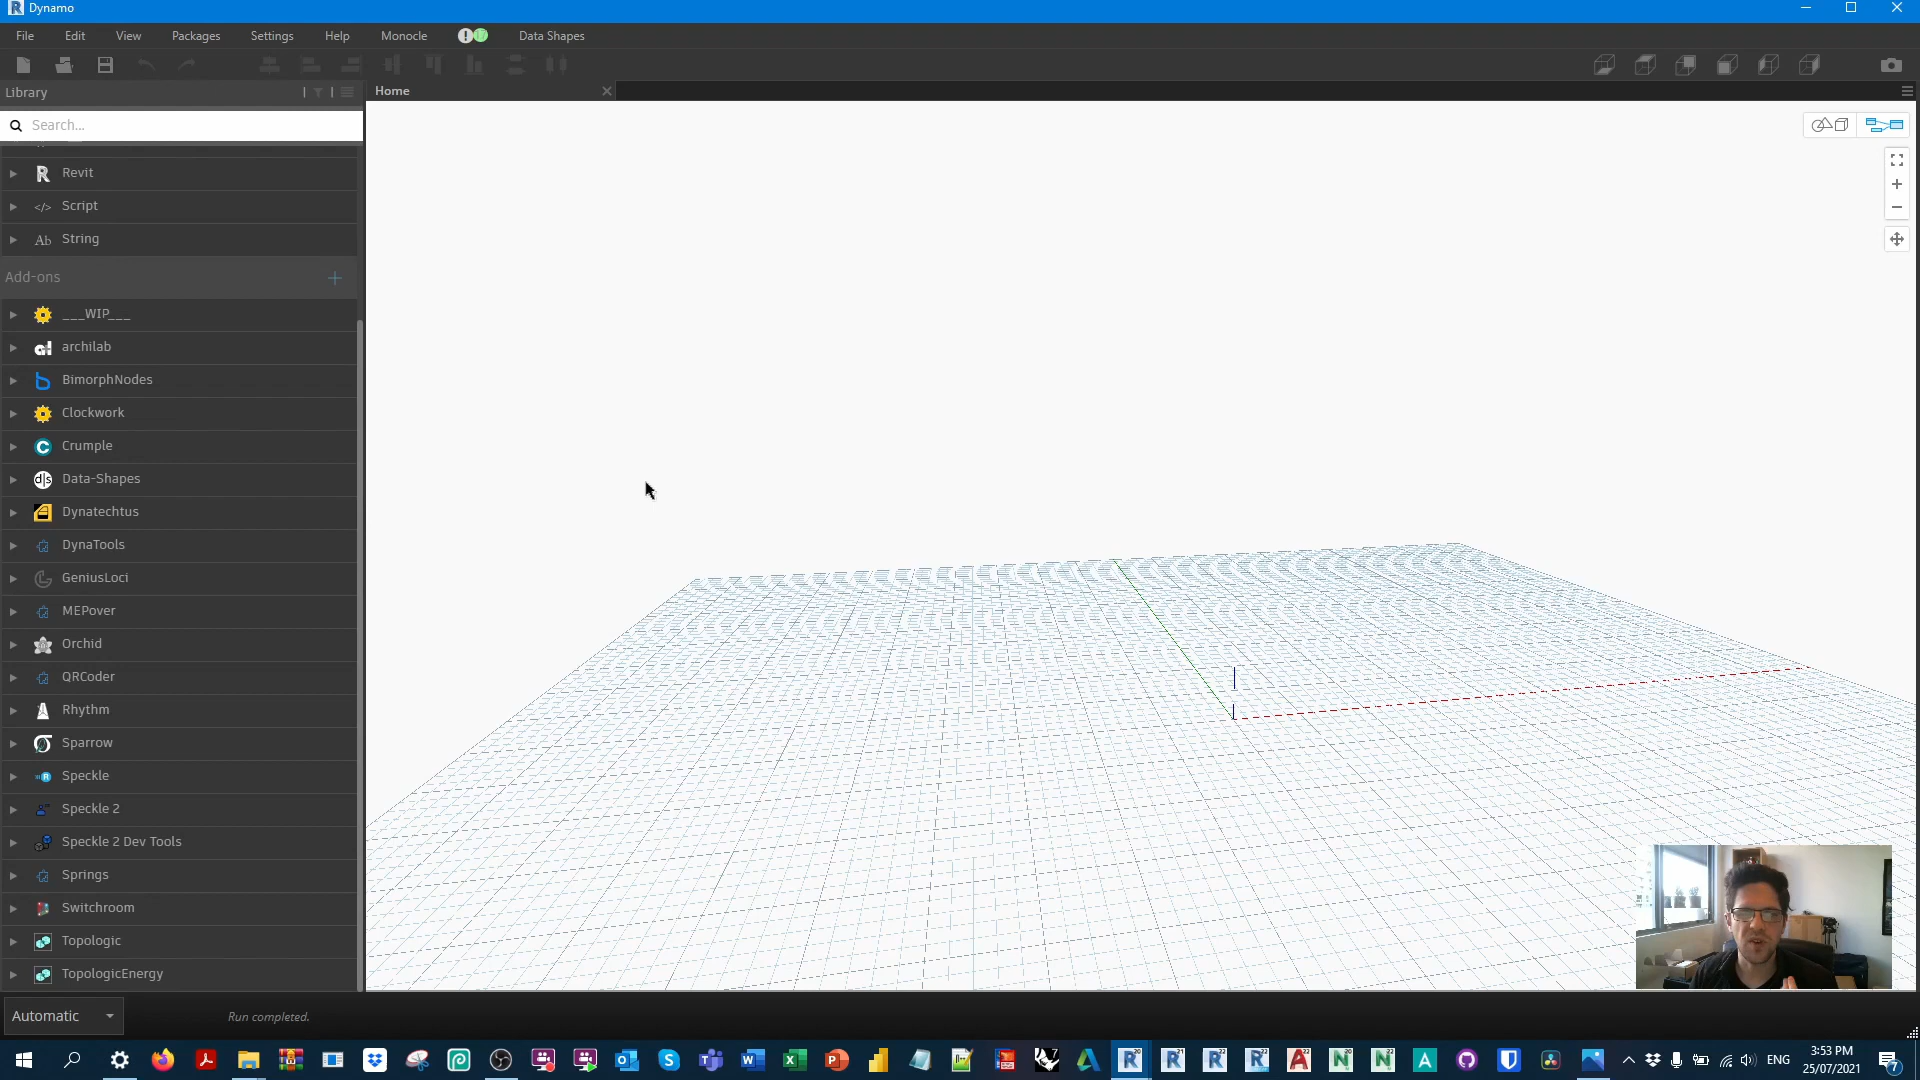 Dynamo
File Edit View Packages Settings Help Monocle Data Shapes
Library
Home
Search...
Revit
Script
String
Add-ons
___WIP___
archilab
BimorphNodes
Clockwork
Crumple
Data-Shapes
Dynatechtus
DynaTools
GeniusLoci
MEPover
Orchid
QRCoder
Rhythm
Sparrow
Speckle
Speckle 2
Speckle 2 Dev Tools
Springs
Switchroom
Topologic
TopologicEnergy
Automatic
Run completed.
ENG
3:53 PM
25/07/2021